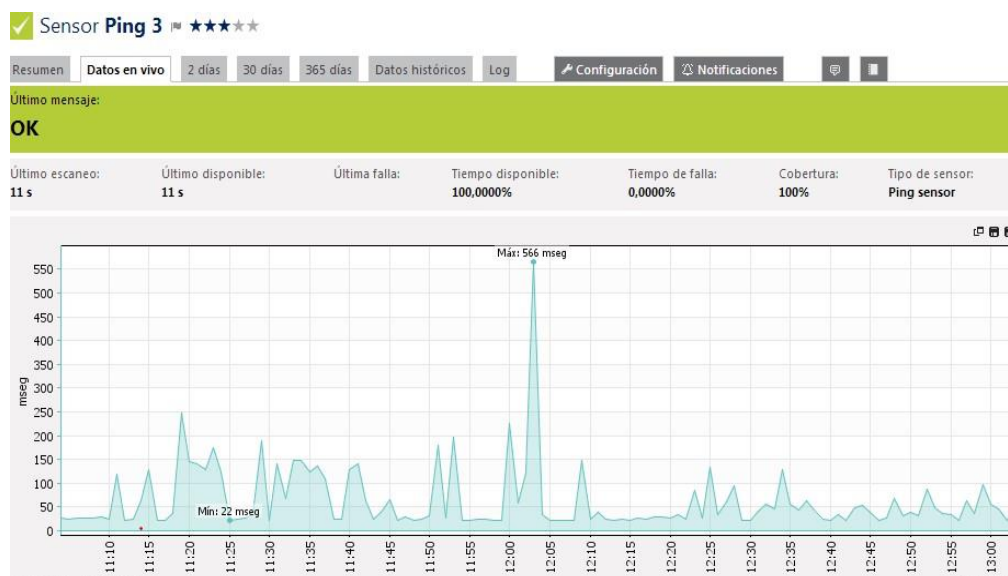 Sensor Ping 3
Resumen Datos en vivo 2 días 30 días 365 días Datos históricos Log Configuración Notificaciones
Último mensaje:
OK
Último escaneo: Último disponible: Última falla: Tiempo disponible: Tiempo de falla: Cobertura: Tipo de sensor:
11 s 11 s 100,0000% 0,0000% 100% Ping sensor
Máx: 566 mseg
550
500
450
400
350
300
250
200
150
100
50
0
mseg
Mín: 22 mseg
11:10 11:15 11:20 11:25 11:30 11:35 11:40 11:45 11:50 11:55 12:00 12:05 12:10 12:15 12:20 12:25 12:30 12:35 12:40 12:45 12:50 12:55 13:00